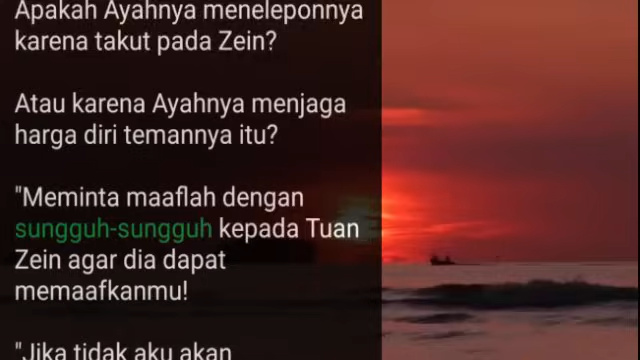 Apakah Ayahnya meneleponnya
karena takut pada Zein?
Atau karena Ayahnya menjaga
harga diri temannya itu?
"Meminta maaflah dengan
sungguh-sungguh kepada Tuan
Zein agar dia dapat
memaafkanmu!
"Jika tidak aku akan